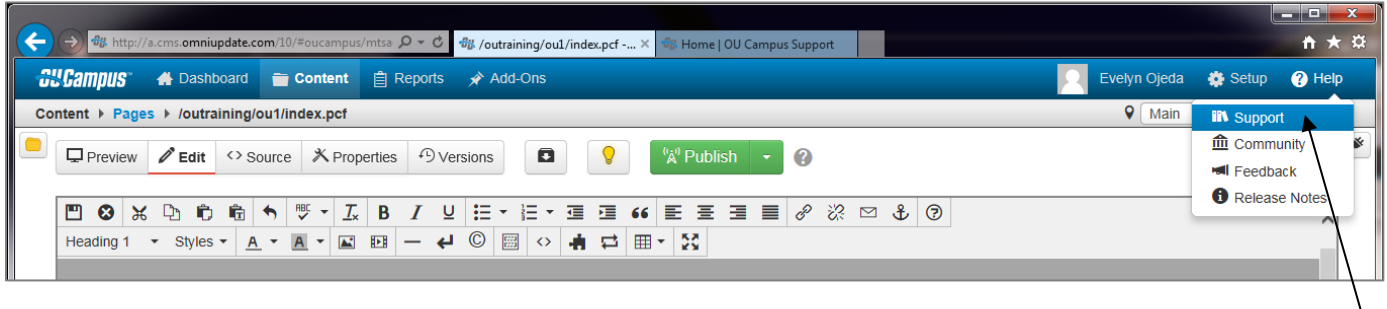 http://a.cms.omniupdate.com/10/#oucampus/mtsa /outraining/ou1/index.pcf -... Home | OU Campus Support
OU Campus Dashboard Content Reports Add-Ons Evelyn Ojeda Setup Help
Content Pages /outraining/ou1/index.pcf Main
Support
Community
Feedback
Release Notes
Preview Edit Source Properties Versions Publish
ABC T B I U
Heading 1 Styles A A